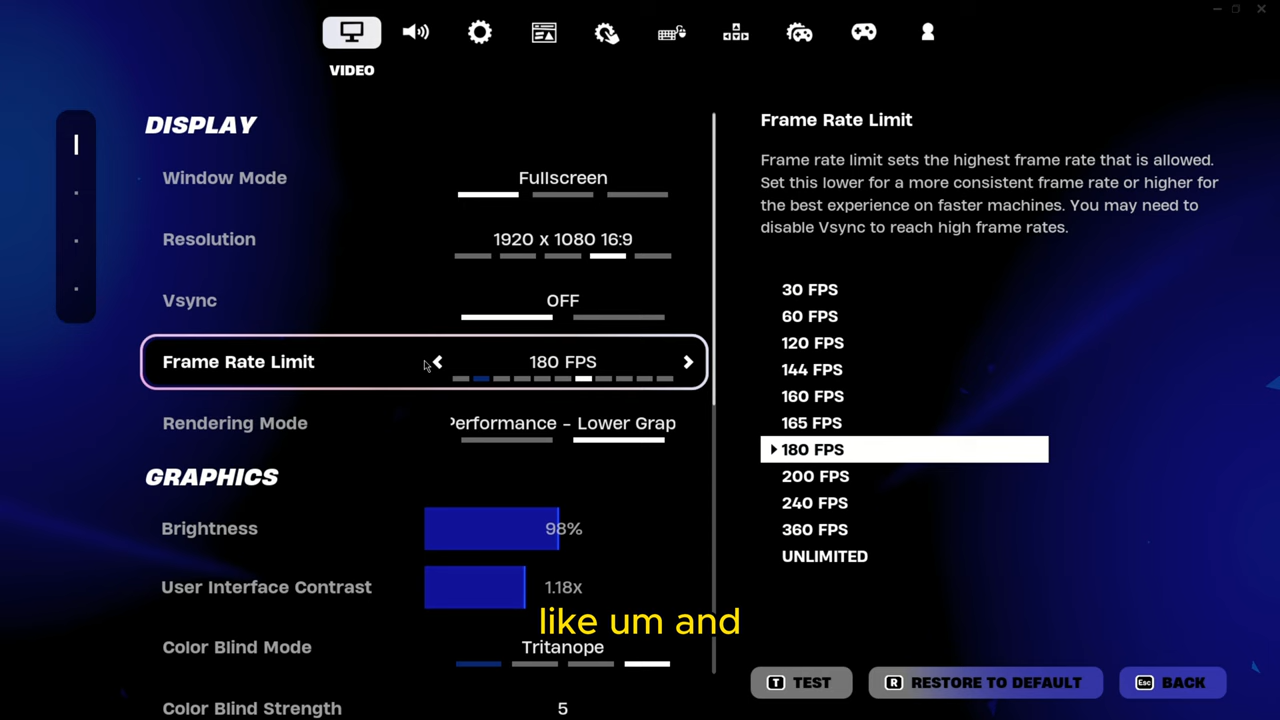 VIDEO
DISPLAY
Window Mode
Fullscreen
Resolution
1920 x 1080 16:9
Vsync
OFF
Frame Rate Limit
180 FPS
Rendering Mode
Performance - Lower Grap
GRAPHICS
Brightness
98%
User Interface Contrast
1.18x
Color Blind Mode
Tritanope
Color Blind Strength
5
Frame Rate Limit
Frame rate limit sets the highest frame rate that is allowed.
Set this lower for a more consistent frame rate or higher for
the best experience on faster machines. You may need to
disable Vsync to reach high frame rates.
30 FPS
60 FPS
120 FPS
144 FPS
160 FPS
165 FPS
180 FPS
200 FPS
240 FPS
360 FPS
UNLIMITED
like um and
T TEST
R RESTORE TO DEFAULT
Esc BACK